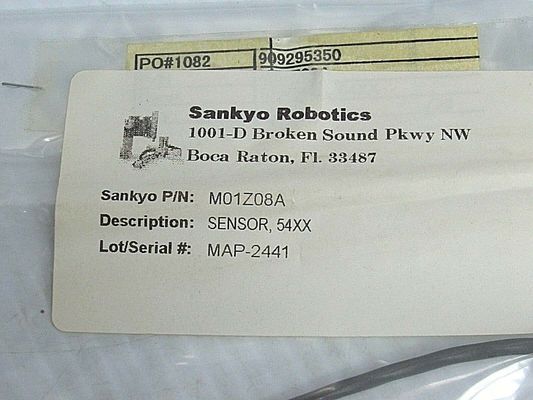 PO#1082 909295350
Sankyo Robotics
1001-D Broken Sound Pkwy NW
Boca Raton, Fl. 33487
Sankyo P/N: M01Z08A
Description: SENSOR, 54XX
Lot/Serial #: MAP-2441